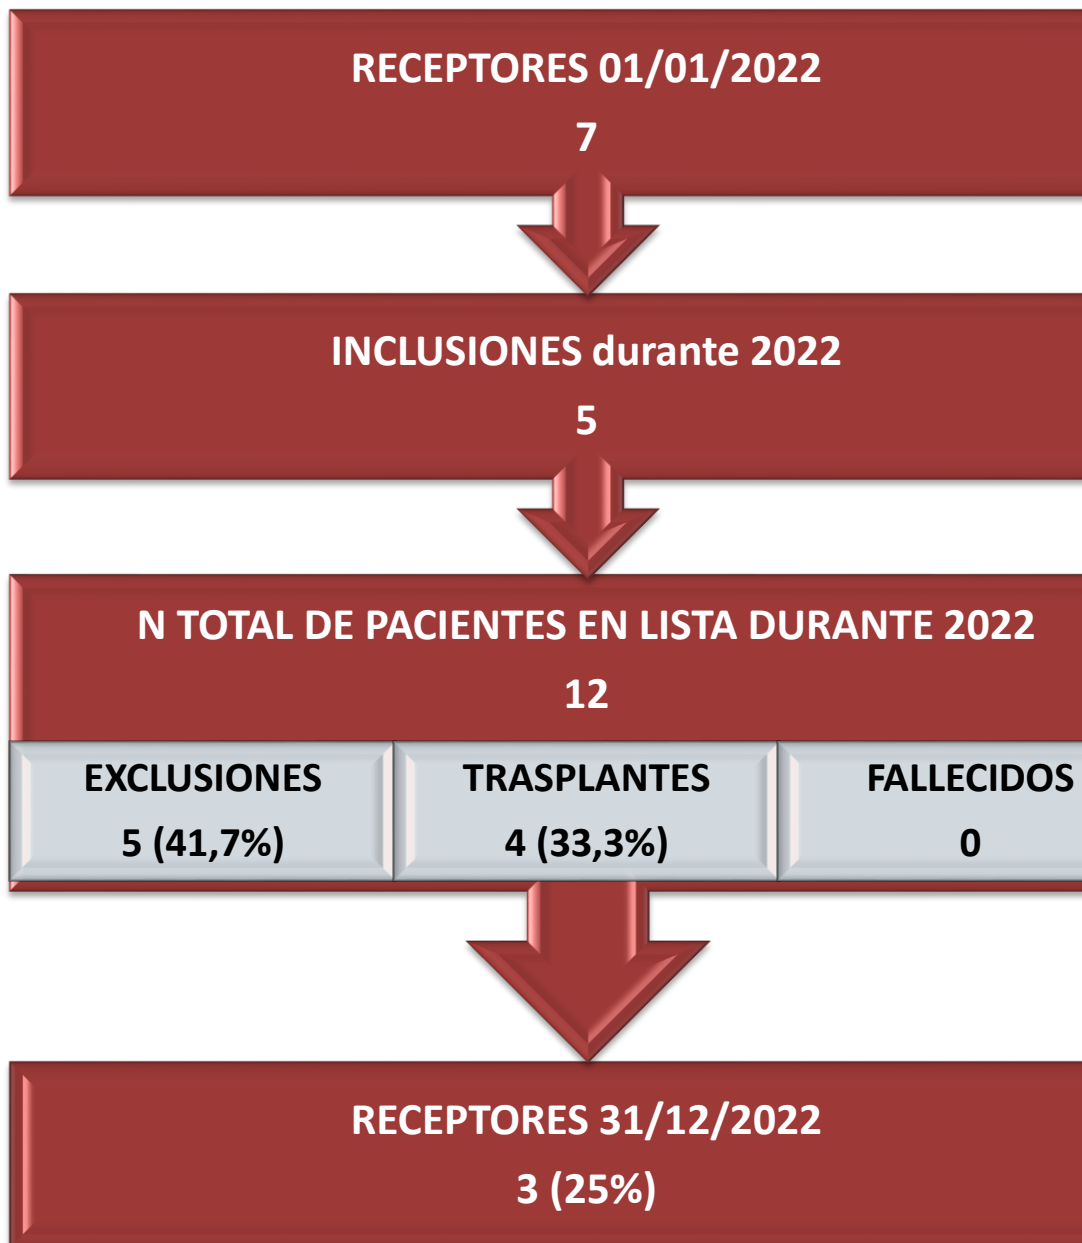 RECEPTORES 01/01/2022
7
INCLUSIONES durante 2022
5
N TOTAL DE PACIENTES EN LISTA DURANTE 2022
12
EXCLUSIONES
5 (41,7%)
TRASPLANTES
4 (33,3%)
FALLECIDOS
0
RECEPTORES 31/12/2022
3 (25%)